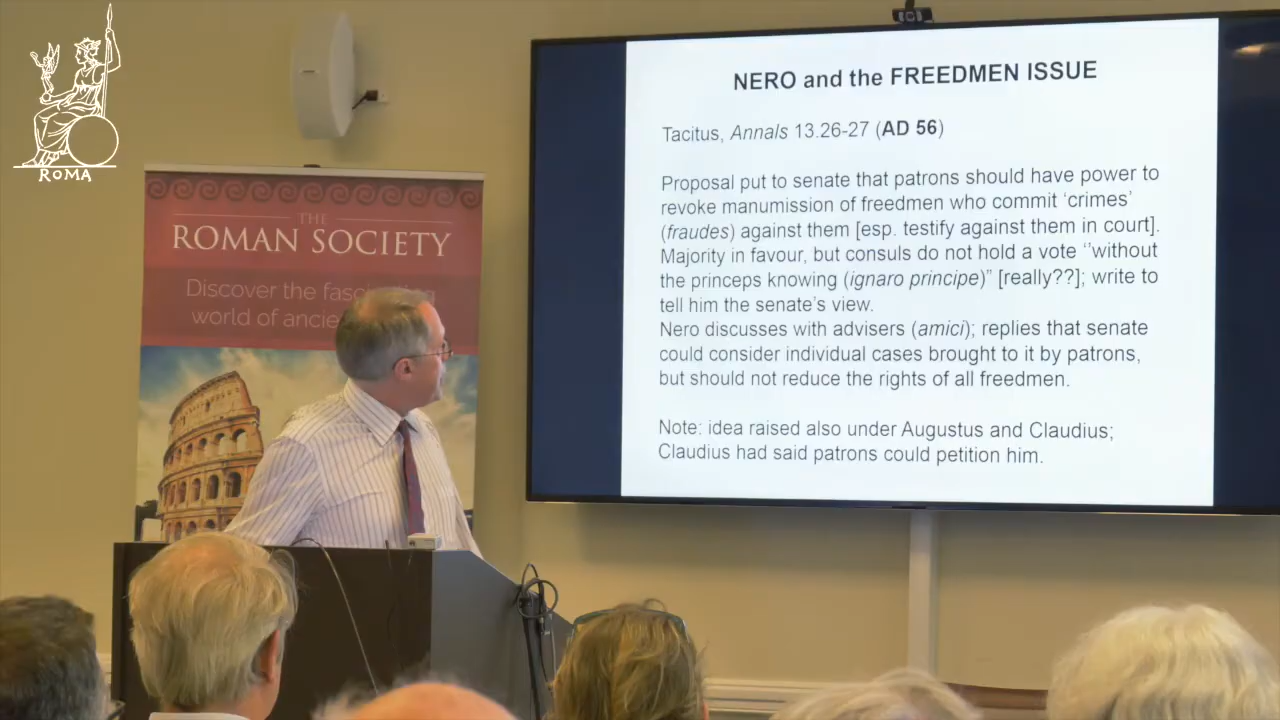 ROMA
THE
ROMAN SOCIETY
Discover the fascinating
world of ancie
NERO and the FREEDMEN ISSUE
Tacitus, Annals 13.26-27 (AD 56)
Proposal put to senate that patrons should have power to
revoke manumission of freedmen who commit ‘crimes’
(fraudes) against them [esp. testify against them in court].
Majority in favour, but consuls do not hold a vote ‘’without
the princeps knowing (ignaro principe)” [really??]; write to
tell him the senate’s view.
Nero discusses with advisers (amici); replies that senate
could consider individual cases brought to it by patrons,
but should not reduce the rights of all freedmen.
Note: idea raised also under Augustus and Claudius;
Claudius had said patrons could petition him.